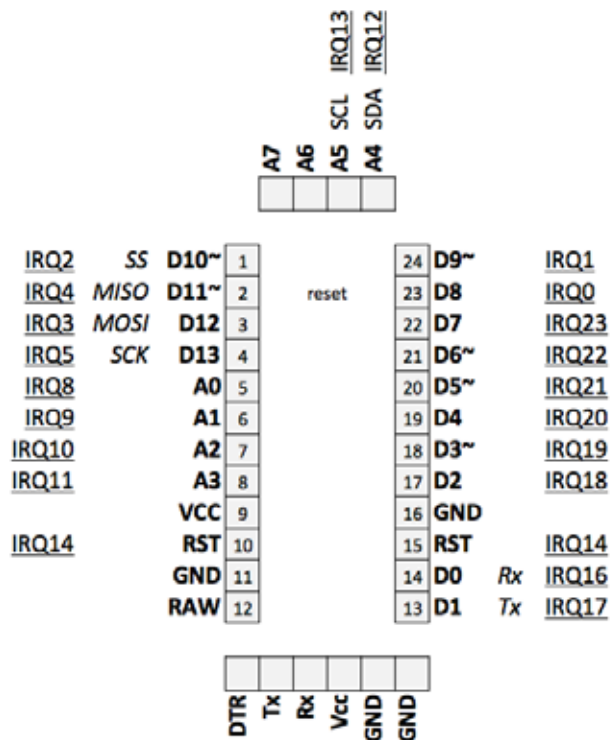 IRQ13 IRQ12
SCL SDA
A7 A6 A5 A4
IRQ2 SS D10~ 1 24 D9~ IRQ1
IRQ4 MISO D11~ 2 reset 23 D8 IRQ0
IRQ3 MOSI D12 3 22 D7 IRQ23
IRQ5 SCK D13 4 21 D6~ IRQ22
IRQ8 A0 5 20 D5~ IRQ21
IRQ9 A1 6 19 D4 IRQ20
IRQ10 A2 7 18 D3~ IRQ19
IRQ11 A3 8 17 D2 IRQ18
VCC 9 16 GND
IRQ14 RST 10 15 RST IRQ14
GND 11 14 D0 Rx IRQ16
RAW 12 13 D1 Tx IRQ17
DTR Tx Rx Vcc GND GND